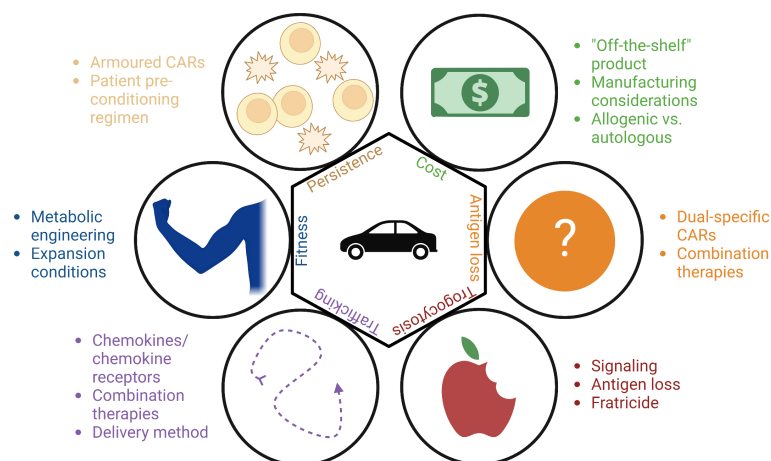 • Armoured CARs
• Patient pre-
conditioning
regimen
$
• "Off-the-shelf"
product
• Manufacturing
considerations
• Allogenic vs.
autologous
Persistence
Cost
• Metabolic
engineering
• Expansion
conditions
Fitness
Antigen loss
?
• Dual-specific
CARs
• Combination
therapies
Trafficking
Trogocytosis
• Chemokines/
chemokine
receptors
• Combination
therapies
• Delivery method
• Signaling
• Antigen loss
• Fratricide